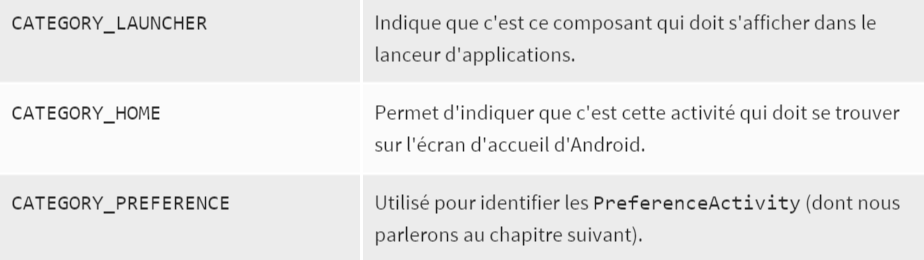 CATEGORY_LAUNCHER
Indique que c'est ce composant qui doit s'afficher dans le
lanceur d'applications.
CATEGORY_HOME
Permet d'indiquer que c'est cette activité qui doit se trouver
sur l'écran d'accueil d'Android.
CATEGORY_PREFERENCE
Utilisé pour identifier les PreferenceActivity (dont nous
parlerons au chapitre suivant).